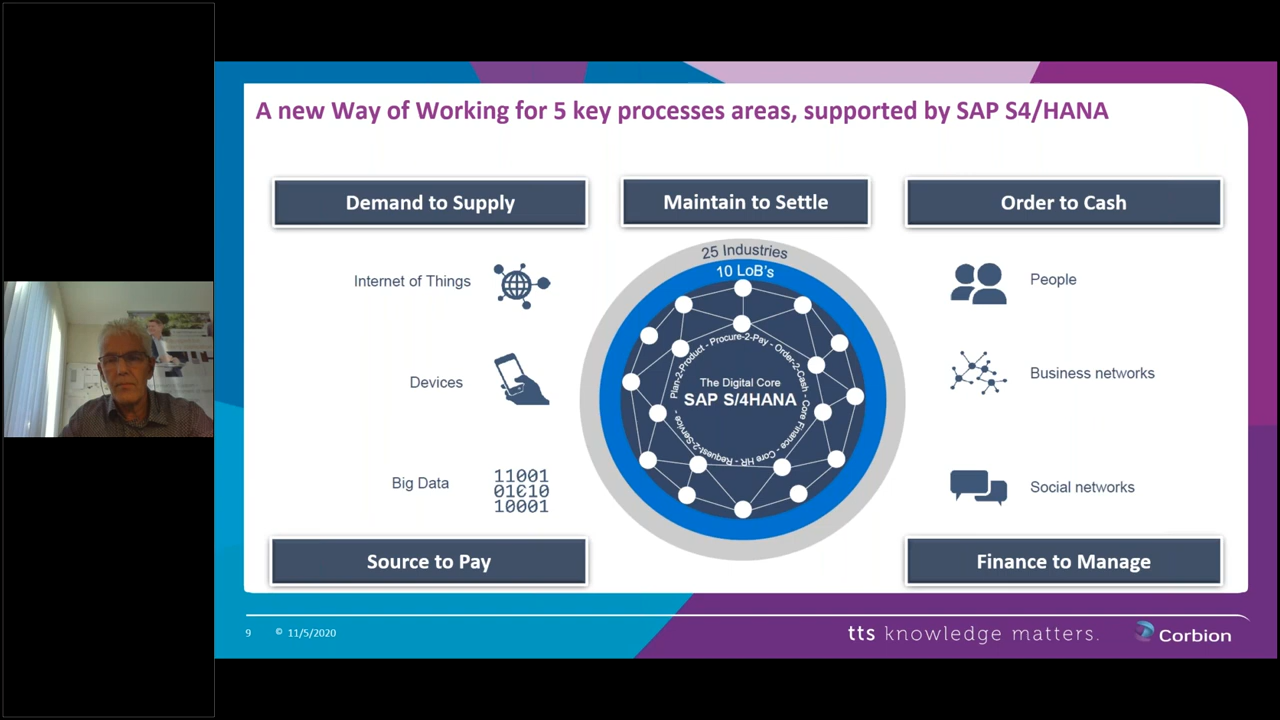 A new Way of Working for 5 key processes areas, supported by SAP S4/HANA
Demand to Supply
Maintain to Settle
Order to Cash
25 Industries
10 LoB's
Internet of Things
People
Plan-2-Product - Procure-2-Pay - Order-2-Cash - Core Finance - Core HR - Request-2-Service -
The Digital Core
SAP S/4HANA
Devices
Business networks
Big Data
11001
01010
10001
Social networks
Source to Pay
Finance to Manage
9 © 11/5/2020
tts knowledge matters.
Corbion